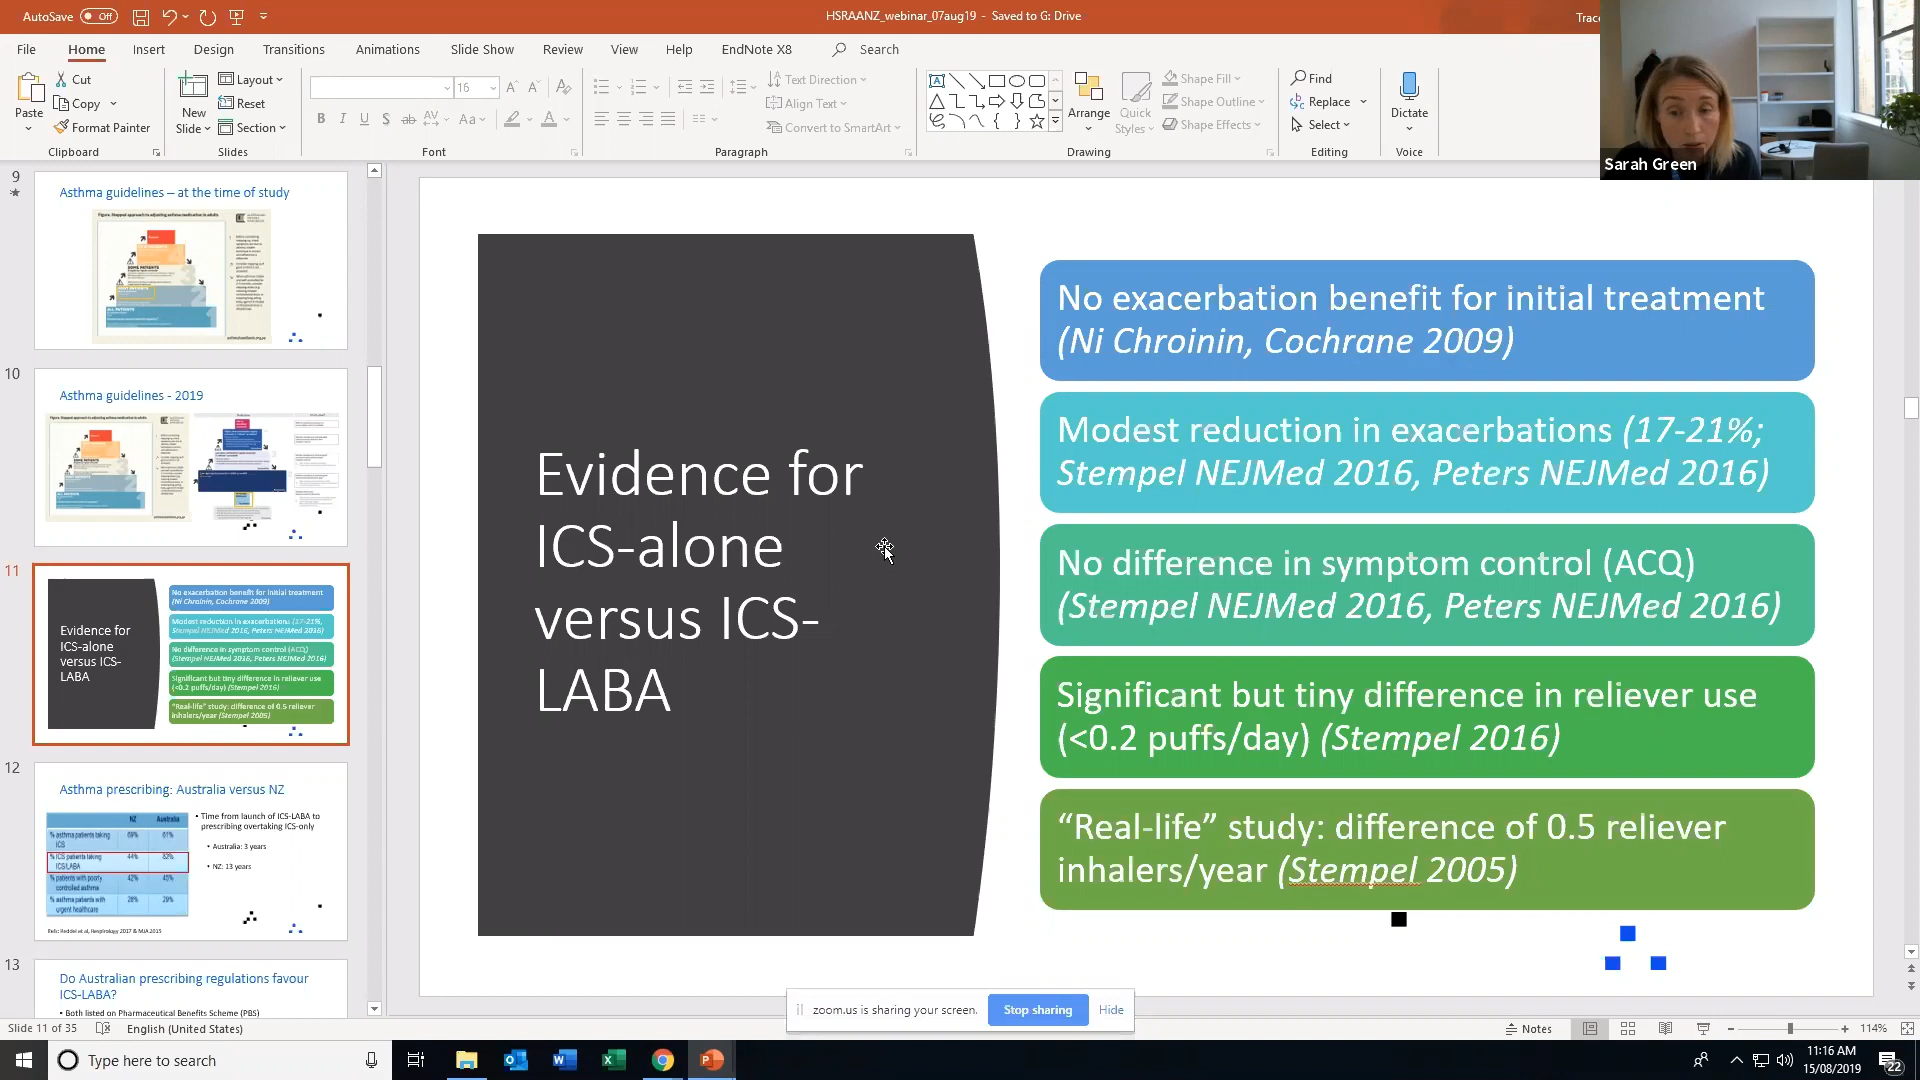 AutoSave Off
HSRAANZ_webinar_07aug19 - Saved to G: Drive
File Home Insert Design Transitions Animations Slide Show Review View Help EndNote X8 Search
Paste
Cut
Copy
Format Painter
Clipboard
New Slide
Layout
Reset
Section
Slides
16
Font
Text Direction
Align Text
Convert to SmartArt
Paragraph
Arrange
Quick Styles
Shape Fill
Shape Outline
Shape Effects
Drawing
Find
Replace
Select
Editing
Dictate
Voice
Sarah Green
9
Asthma guidelines – at the time of study
10
Asthma guidelines - 2019
11
Evidence for
ICS-alone
versus ICS-
LABA
No exacerbation benefit for initial treatment
(Ni Chroinin, Cochrane 2009)
Modest reduction in exacerbations (17-21%;
Stempel NEJMed 2016, Peters NEJMed 2016)
No difference in symptom control (ACQ)
(Stempel NEJMed 2016, Peters NEJMed 2016)
Significant but tiny difference in reliever use
(<0.2 puffs/day) (Stempel 2016)
“Real-life” study: difference of 0.5 reliever
inhalers/year (Stempel 2005)
12
Asthma prescribing: Australia versus NZ
NZ Australia
% asthma patients taking ICS 69% 61%
% ICS patients taking ICS/LABA 44% 82%
% patients with poorly controlled asthma 42% 45%
% asthma patients with urgent healthcare 28% 29%
• Time from launch of ICS-LABA to
prescribing overtaking ICS-only
• Australia: 3 years
• NZ: 13 years
Refs: Reddel et al, Respirology 2017 & MJA 2015
13
Do Australian prescribing regulations favour
ICS-LABA?
• Both listed on Pharmaceutical Benefits Scheme (PBS)
Evidence for
ICS-alone
versus ICS-
LABA
No exacerbation benefit for initial treatment
(Ni Chroinin, Cochrane 2009)
Modest reduction in exacerbations (17-21%;
Stempel NEJMed 2016, Peters NEJMed 2016)
No difference in symptom control (ACQ)
(Stempel NEJMed 2016, Peters NEJMed 2016)
Significant but tiny difference in reliever use
(<0.2 puffs/day) (Stempel 2016)
“Real-life” study: difference of 0.5 reliever
inhalers/year (Stempel 2005)
zoom.us is sharing your screen. Stop sharing Hide
Slide 11 of 35 English (United States) Notes 114%
Type here to search
11:16 AM
15/08/2019
22